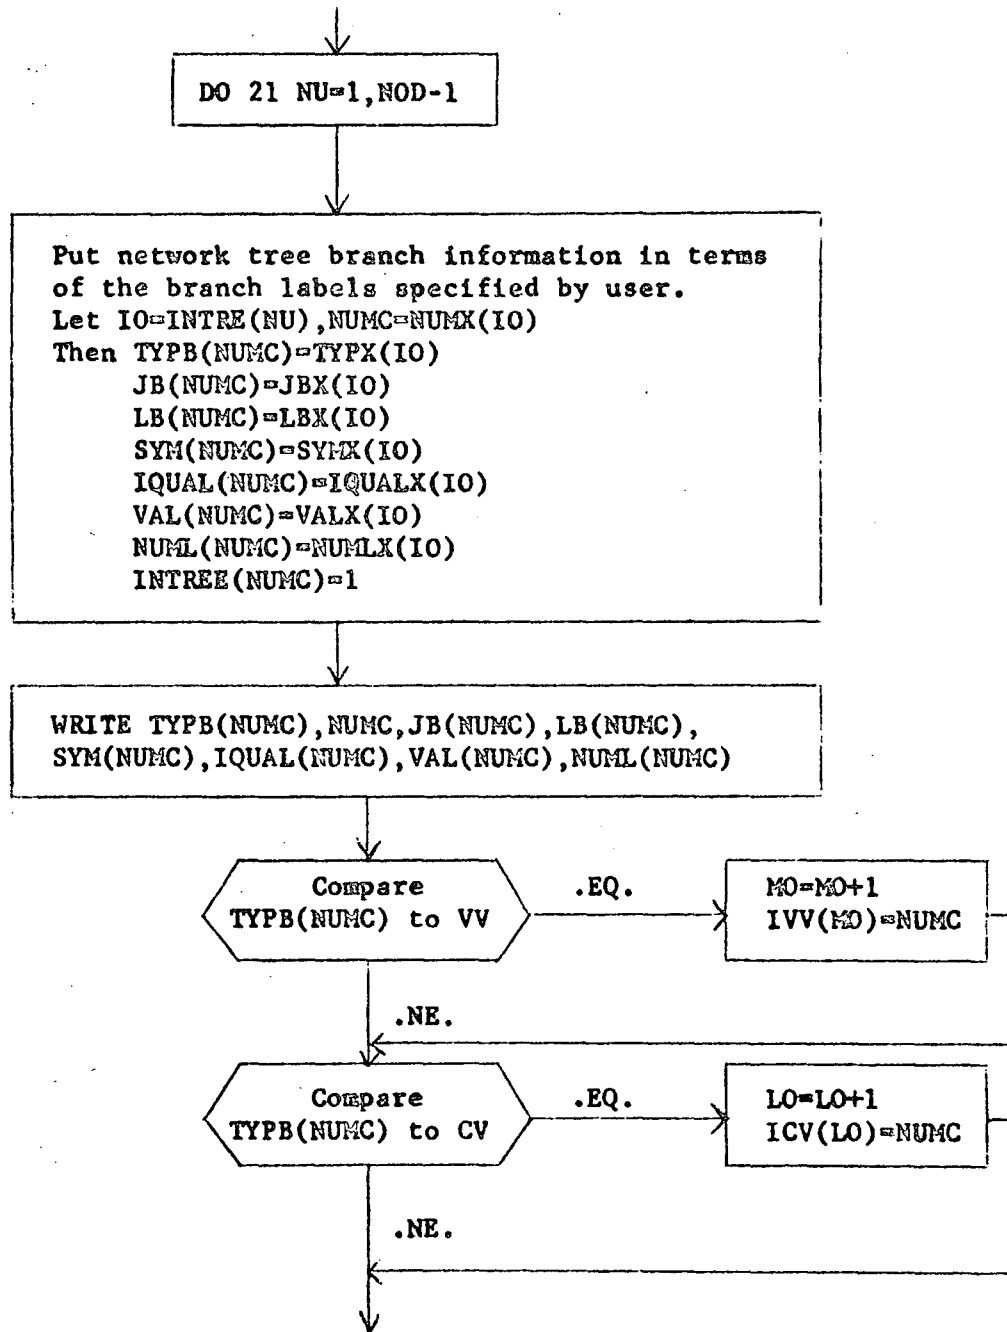 DO 21 NU=1,NOD-1
Put network tree branch information in terms
of the branch labels specified by user.
Let IO=INTRE(NU),NUMC=NUMX(IO)
Then TYPB(NUMC)=TYPX(IO)
JB(NUMC)=JBX(IO)
LB(NUMC)=LBX(IO)
SYM(NUMC)=SYMX(IO)
IQUAL(NUMC)=IQUALX(IO)
VAL(NUMC)=VALX(IO)
NUML(NUMC)=NUMLX(IO)
INTREE(NUMC)=1
WRITE TYPB(NUMC),NUMC,JB(NUMC),LB(NUMC),
SYM(NUMC),IQUAL(NUMC),VAL(NUMC),NUML(NUMC)
Compare
TYPB(NUMC) to VV
.EQ.
MO=MO+1
IVV(MO)=NUMC
.NE.
Compare
TYPB(NUMC) to CV
.EQ.
LO=LO+1
ICV(LO)=NUMC
.NE.